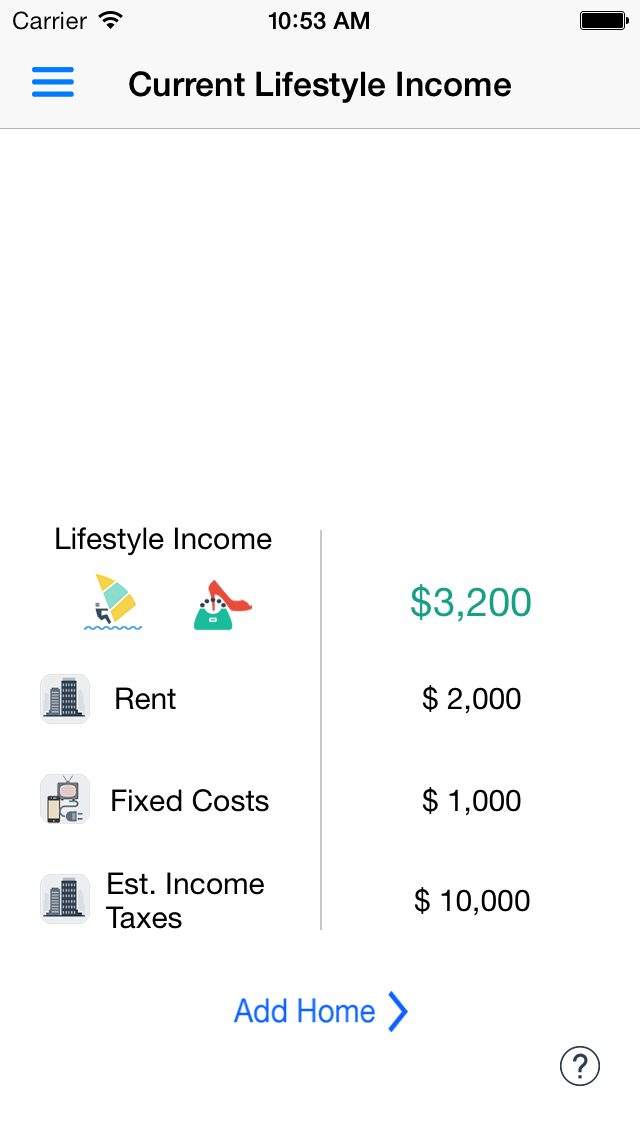 Carrier 10:53 AM
Current Lifestyle Income
Lifestyle Income
$3,200
Rent $ 2,000
Fixed Costs $ 1,000
Est. Income
Taxes
$ 10,000
Add Home
?